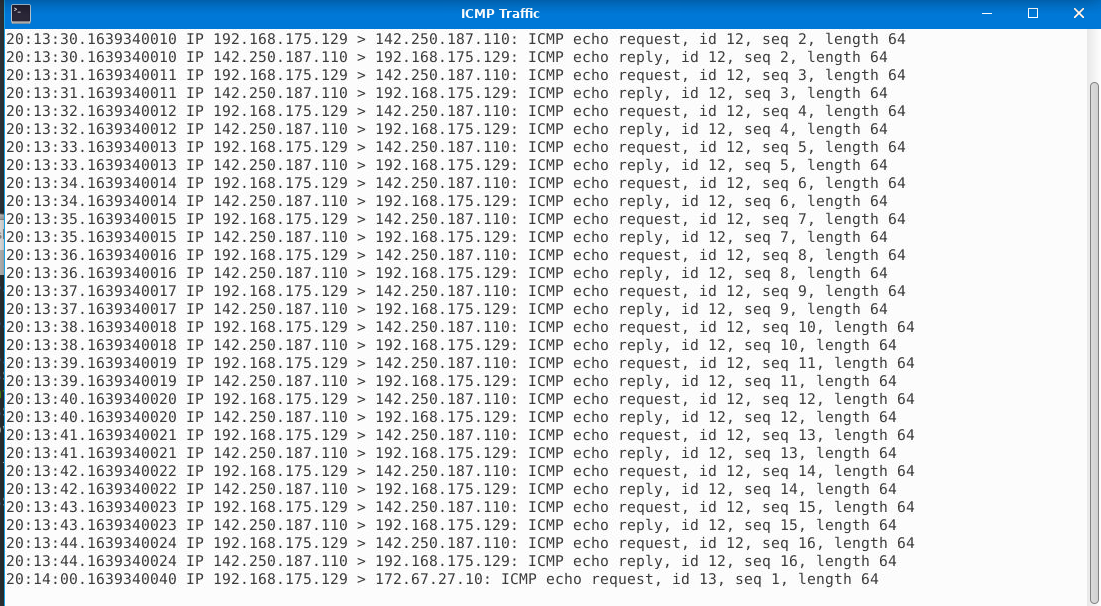 ICMP Traffic
20:13:30.1639340010 IP 192.168.175.129 > 142.250.187.110: ICMP echo request, id 12, seq 2, length 64
20:13:30.1639340010 IP 142.250.187.110 > 192.168.175.129: ICMP echo reply, id 12, seq 2, length 64
20:13:31.1639340011 IP 192.168.175.129 > 142.250.187.110: ICMP echo request, id 12, seq 3, length 64
20:13:31.1639340011 IP 142.250.187.110 > 192.168.175.129: ICMP echo reply, id 12, seq 3, length 64
20:13:32.1639340012 IP 192.168.175.129 > 142.250.187.110: ICMP echo request, id 12, seq 4, length 64
20:13:32.1639340012 IP 142.250.187.110 > 192.168.175.129: ICMP echo reply, id 12, seq 4, length 64
20:13:33.1639340013 IP 192.168.175.129 > 142.250.187.110: ICMP echo request, id 12, seq 5, length 64
20:13:33.1639340013 IP 142.250.187.110 > 192.168.175.129: ICMP echo reply, id 12, seq 5, length 64
20:13:34.1639340014 IP 192.168.175.129 > 142.250.187.110: ICMP echo request, id 12, seq 6, length 64
20:13:34.1639340014 IP 142.250.187.110 > 192.168.175.129: ICMP echo reply, id 12, seq 6, length 64
20:13:35.1639340015 IP 192.168.175.129 > 142.250.187.110: ICMP echo request, id 12, seq 7, length 64
20:13:35.1639340015 IP 142.250.187.110 > 192.168.175.129: ICMP echo reply, id 12, seq 7, length 64
20:13:36.1639340016 IP 192.168.175.129 > 142.250.187.110: ICMP echo request, id 12, seq 8, length 64
20:13:36.1639340016 IP 142.250.187.110 > 192.168.175.129: ICMP echo reply, id 12, seq 8, length 64
20:13:37.1639340017 IP 192.168.175.129 > 142.250.187.110: ICMP echo request, id 12, seq 9, length 64
20:13:37.1639340017 IP 142.250.187.110 > 192.168.175.129: ICMP echo reply, id 12, seq 9, length 64
20:13:38.1639340018 IP 192.168.175.129 > 142.250.187.110: ICMP echo request, id 12, seq 10, length 64
20:13:38.1639340018 IP 142.250.187.110 > 192.168.175.129: ICMP echo reply, id 12, seq 10, length 64
20:13:39.1639340019 IP 192.168.175.129 > 142.250.187.110: ICMP echo request, id 12, seq 11, length 64
20:13:39.1639340019 IP 142.250.187.110 > 192.168.175.129: ICMP echo reply, id 12, seq 11, length 64
20:13:40.1639340020 IP 192.168.175.129 > 142.250.187.110: ICMP echo request, id 12, seq 12, length 64
20:13:40.1639340020 IP 142.250.187.110 > 192.168.175.129: ICMP echo reply, id 12, seq 12, length 64
20:13:41.1639340021 IP 192.168.175.129 > 142.250.187.110: ICMP echo request, id 12, seq 13, length 64
20:13:41.1639340021 IP 142.250.187.110 > 192.168.175.129: ICMP echo reply, id 12, seq 13, length 64
20:13:42.1639340022 IP 192.168.175.129 > 142.250.187.110: ICMP echo request, id 12, seq 14, length 64
20:13:42.1639340022 IP 142.250.187.110 > 192.168.175.129: ICMP echo reply, id 12, seq 14, length 64
20:13:43.1639340023 IP 192.168.175.129 > 142.250.187.110: ICMP echo request, id 12, seq 15, length 64
20:13:43.1639340023 IP 142.250.187.110 > 192.168.175.129: ICMP echo reply, id 12, seq 15, length 64
20:13:44.1639340024 IP 192.168.175.129 > 142.250.187.110: ICMP echo request, id 12, seq 16, length 64
20:13:44.1639340024 IP 142.250.187.110 > 192.168.175.129: ICMP echo reply, id 12, seq 16, length 64
20:14:00.1639340040 IP 192.168.175.129 > 172.67.27.10: ICMP echo request, id 13, seq 1, length 64